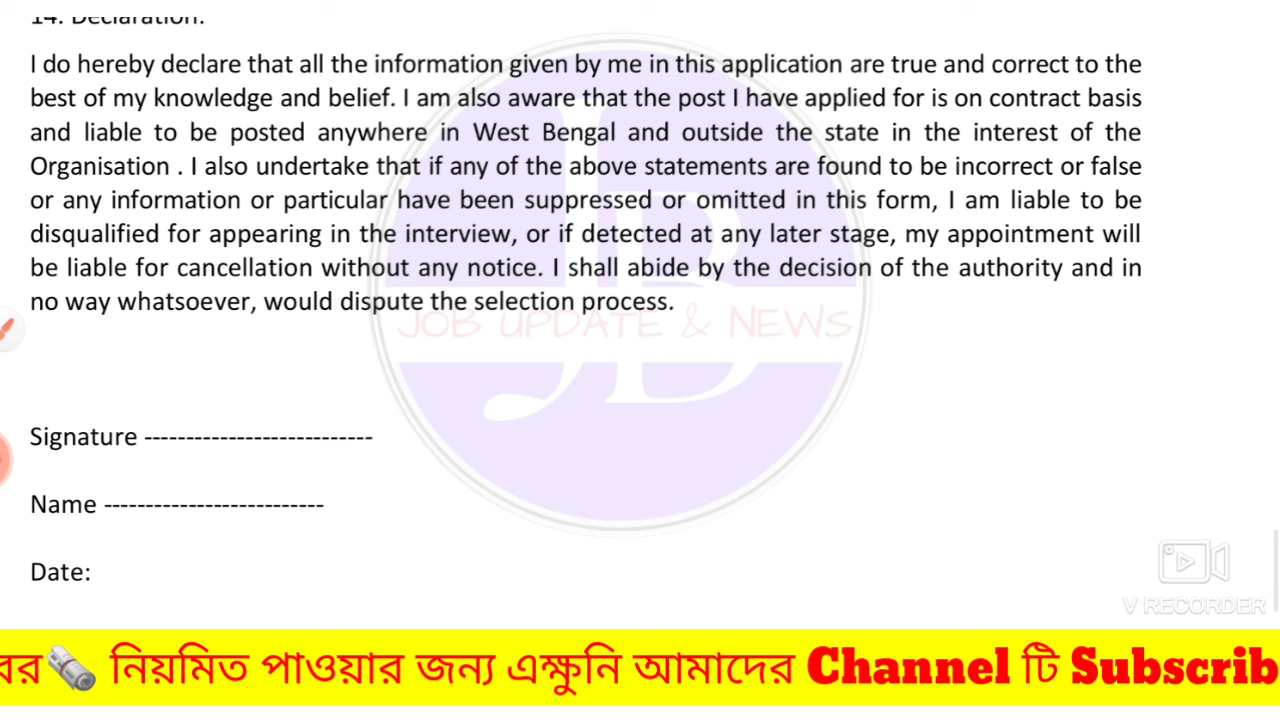 14. Declaration:
I do hereby declare that all the information given by me in this application are true and correct to the
best of my knowledge and belief. I am also aware that the post I have applied for is on contract basis
and liable to be posted anywhere in West Bengal and outside the state in the interest of the
Organisation . I also undertake that if any of the above statements are found to be incorrect or false
or any information or particular have been suppressed or omitted in this form, I am liable to be
disqualified for appearing in the interview, or if detected at any later stage, my appointment will
be liable for cancellation without any notice. I shall abide by the decision of the authority and in
no way whatsoever, would dispute the selection process.
JB
JOB UPDATE & NEWS
Signature ---------------------------
Name --------------------------
Date:
V RECORDER
নিয়মিত পাওয়ার জন্য এক্ষুনি আমাদের Channel টি Subscrib